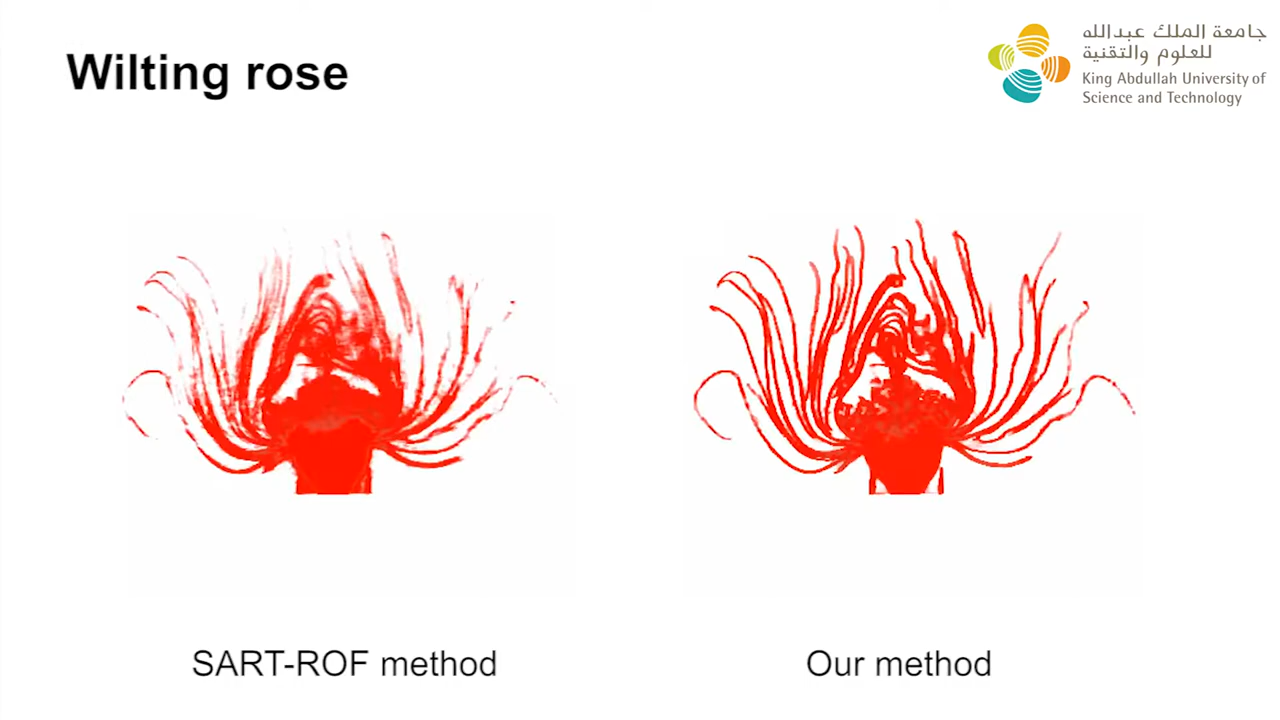 Wilting rose
جامعة الملك عبدالله
للعلوم والتقنية
King Abdullah University of
Science and Technology
SART-ROF method
Our method